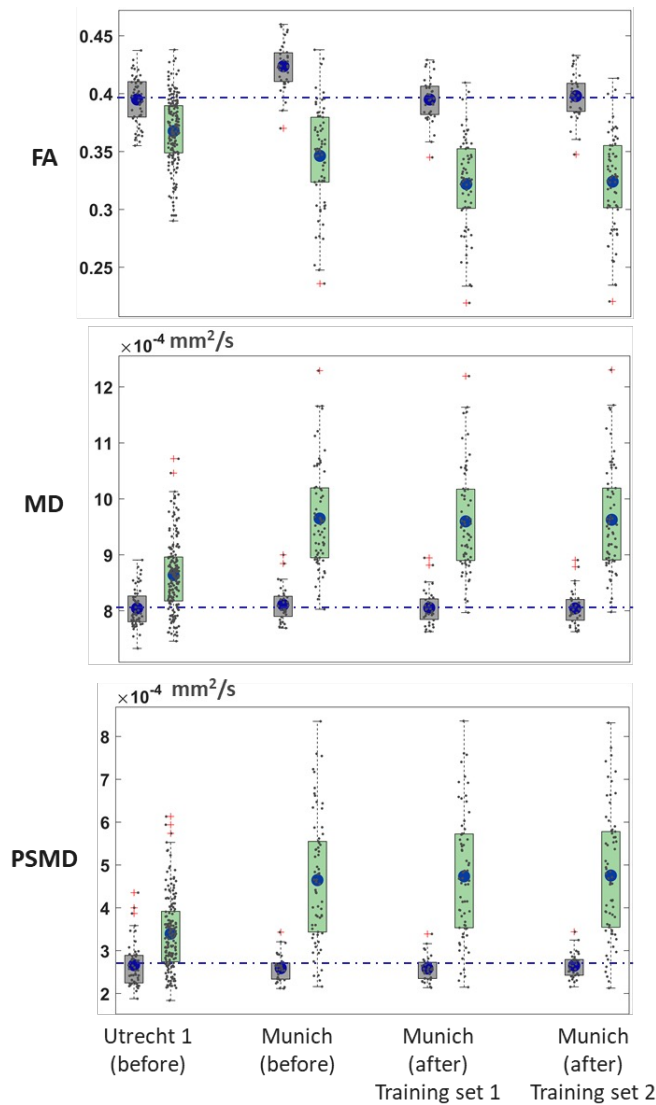 0.45
0.4
FA
0.35
0.3
0.25
×10⁻⁴ mm²/s
12
11
MD
10
9
8
×10⁻⁴ mm²/s
8
7
6
PSMD
5
4
3
2
Utrecht 1 Munich Munich Munich
(before) (before) (after) (after)
Training set 1 Training set 2